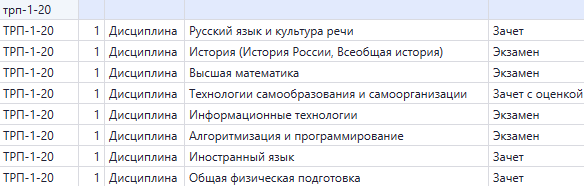 трп-1-20
ТРП-1-20 1 Дисциплина Русский язык и культура речи Зачет
ТРП-1-20 1 Дисциплина История (История России, Всеобщая история) Экзамен
ТРП-1-20 1 Дисциплина Высшая математика Экзамен
ТРП-1-20 1 Дисциплина Технологии самообразования и самоорганизации Зачет с оценкой
ТРП-1-20 1 Дисциплина Информационные технологии Экзамен
ТРП-1-20 1 Дисциплина Алгоритмизация и программирование Экзамен
ТРП-1-20 1 Дисциплина Иностранный язык Зачет
ТРП-1-20 1 Дисциплина Общая физическая подготовка Зачет